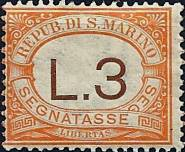 REPUB. DI S. MARINO
L.3
SEGNATASSE
LIBERTAS